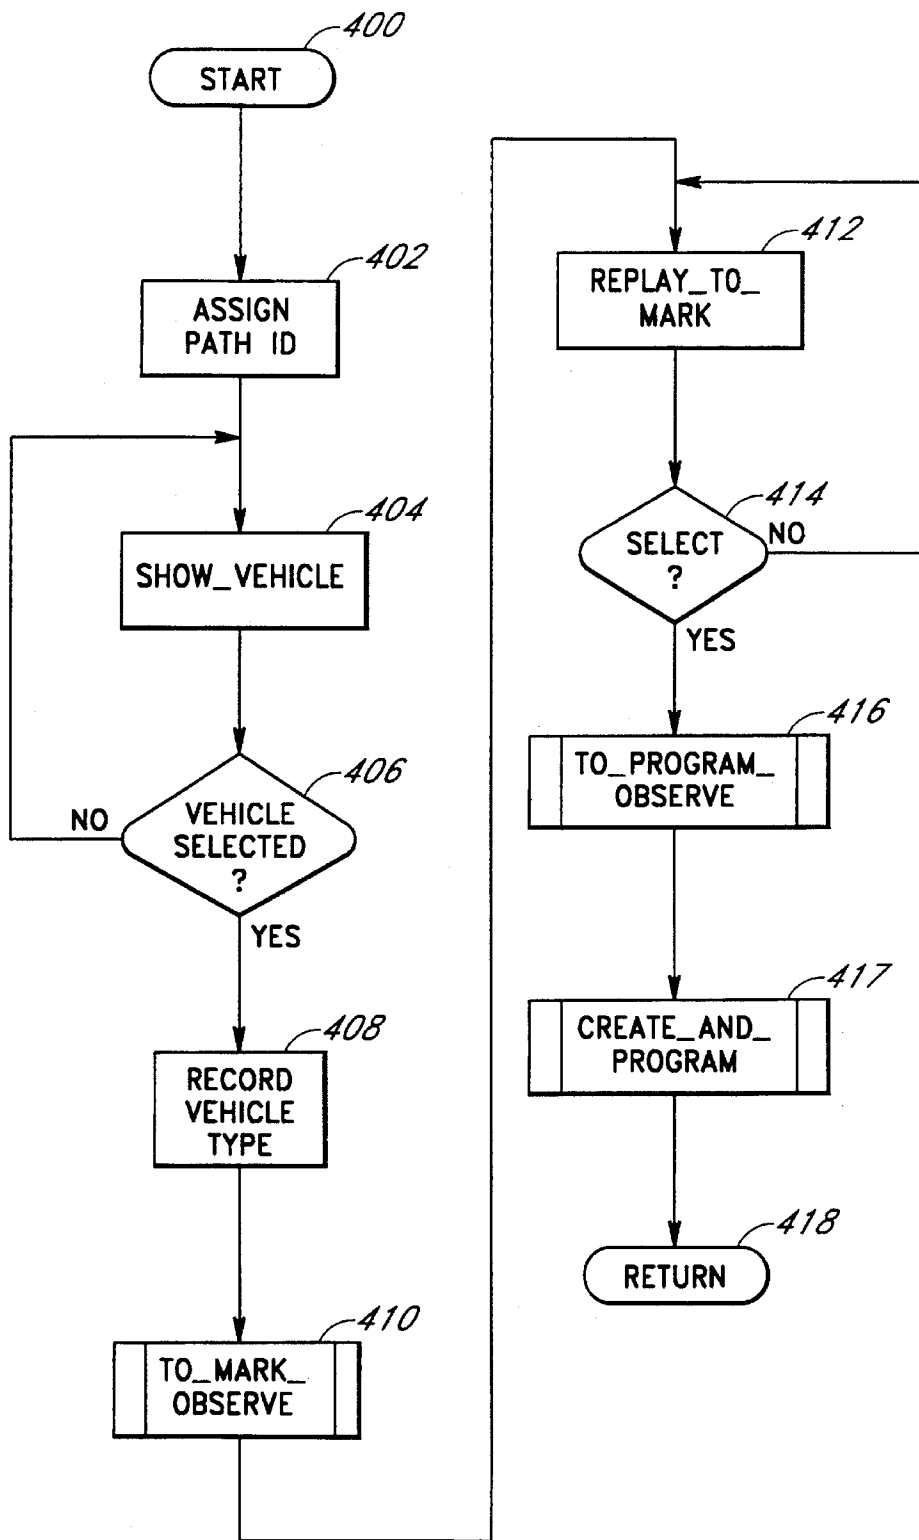 400
START
402
ASSIGN
PATH ID
404
SHOW_VEHICLE
406
VEHICLE
SELECTED
?
NO
YES
408
RECORD
VEHICLE
TYPE
410
TO_MARK_
OBSERVE
412
REPLAY_TO_
MARK
414
SELECT
?
NO
YES
416
TO_PROGRAM_
OBSERVE
417
CREATE_AND_
PROGRAM
418
RETURN